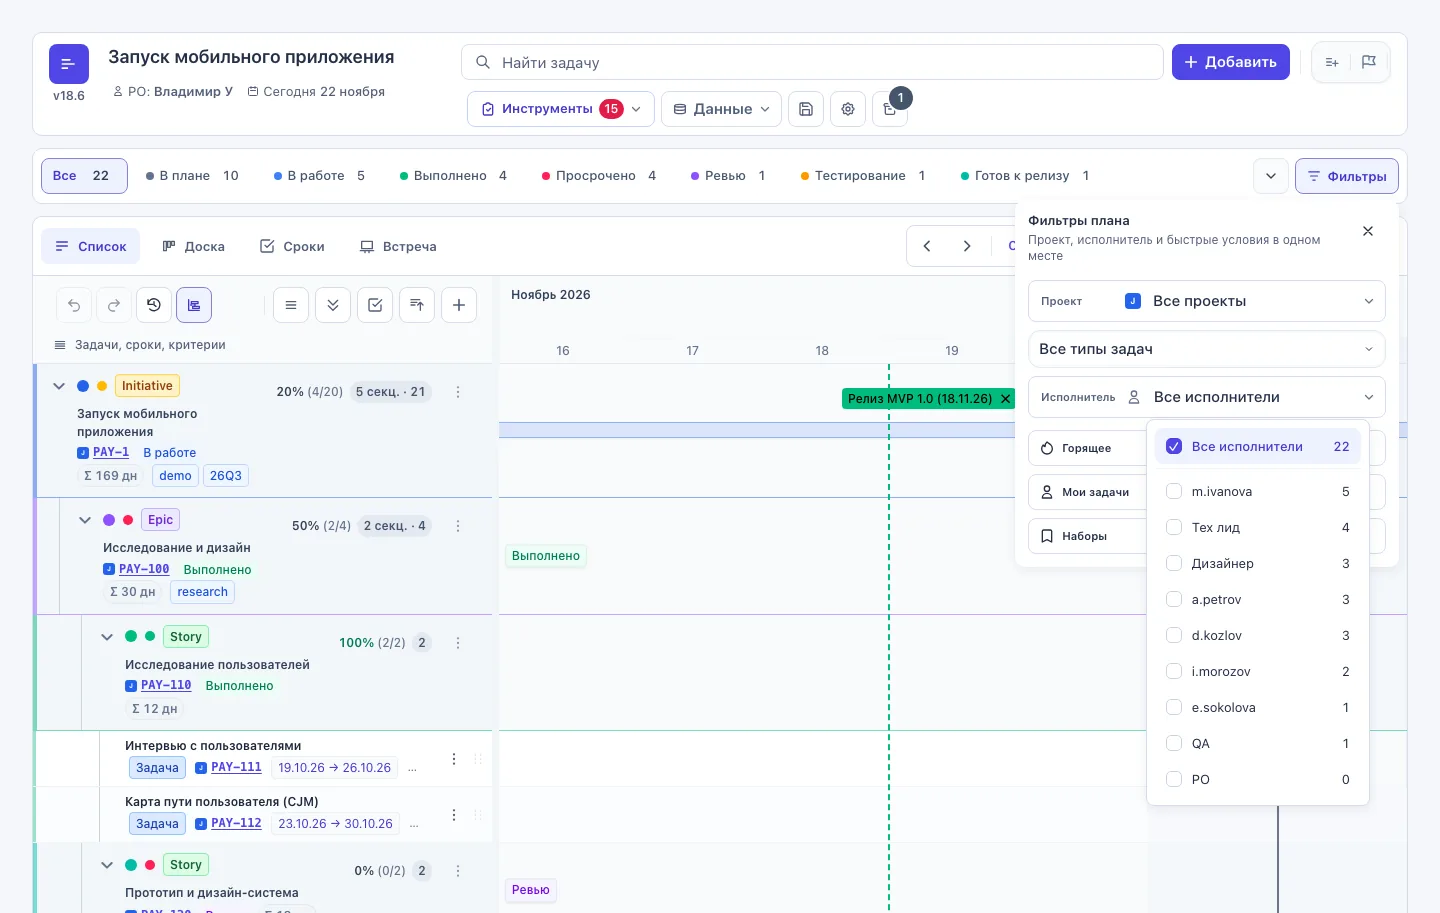 Запуск мобильного приложения
v18.6
PO: Владимир У
Сегодня 22 ноября
Найти задачу
Добавить
Инструменты 15
Данные
1
Все 22
В плане 10
В работе 5
Выполнено 4
Просрочено 4
Ревью 1
Тестирование 1
Готов к релизу 1
Фильтры
Список
Доска
Сроки
Встреча
Фильтры плана
Проект, исполнитель и быстрые условия в одном
месте
Проект J Все проекты
Все типы задач
Исполнитель Все исполнители
Горящее
Мои задачи
Наборы
Все исполнители 22
m.ivanova 5
Тех лид 4
Дизайнер 3
a.petrov 3
d.kozlov 3
i.morozov 2
e.sokolova 1
QA 1
PO 0
Задачи, сроки, критерии
Ноябрь 2026
16 17 18 19
Релиз MVP 1.0 (18.11.26)
Initiative
20% (4/20) 5 секц. · 21
Запуск мобильного
приложения
J PAY-1 В работе
Σ 169 дн demo 26Q3
Epic
50% (2/4) 2 секц. · 4
Исследование и дизайн
J PAY-100 Выполнено
Σ 30 дн research
Выполнено
Story
100% (2/2) 2
Исследование пользователей
J PAY-110 Выполнено
Σ 12 дн
Интервью с пользователями
Задача J PAY-111 19.10.26 → 26.10.26 ...
Карта пути пользователя (CJM)
Задача J PAY-112 23.10.26 → 30.10.26 ...
Story
0% (0/2) 2
Прототип и дизайн-система
Ревью